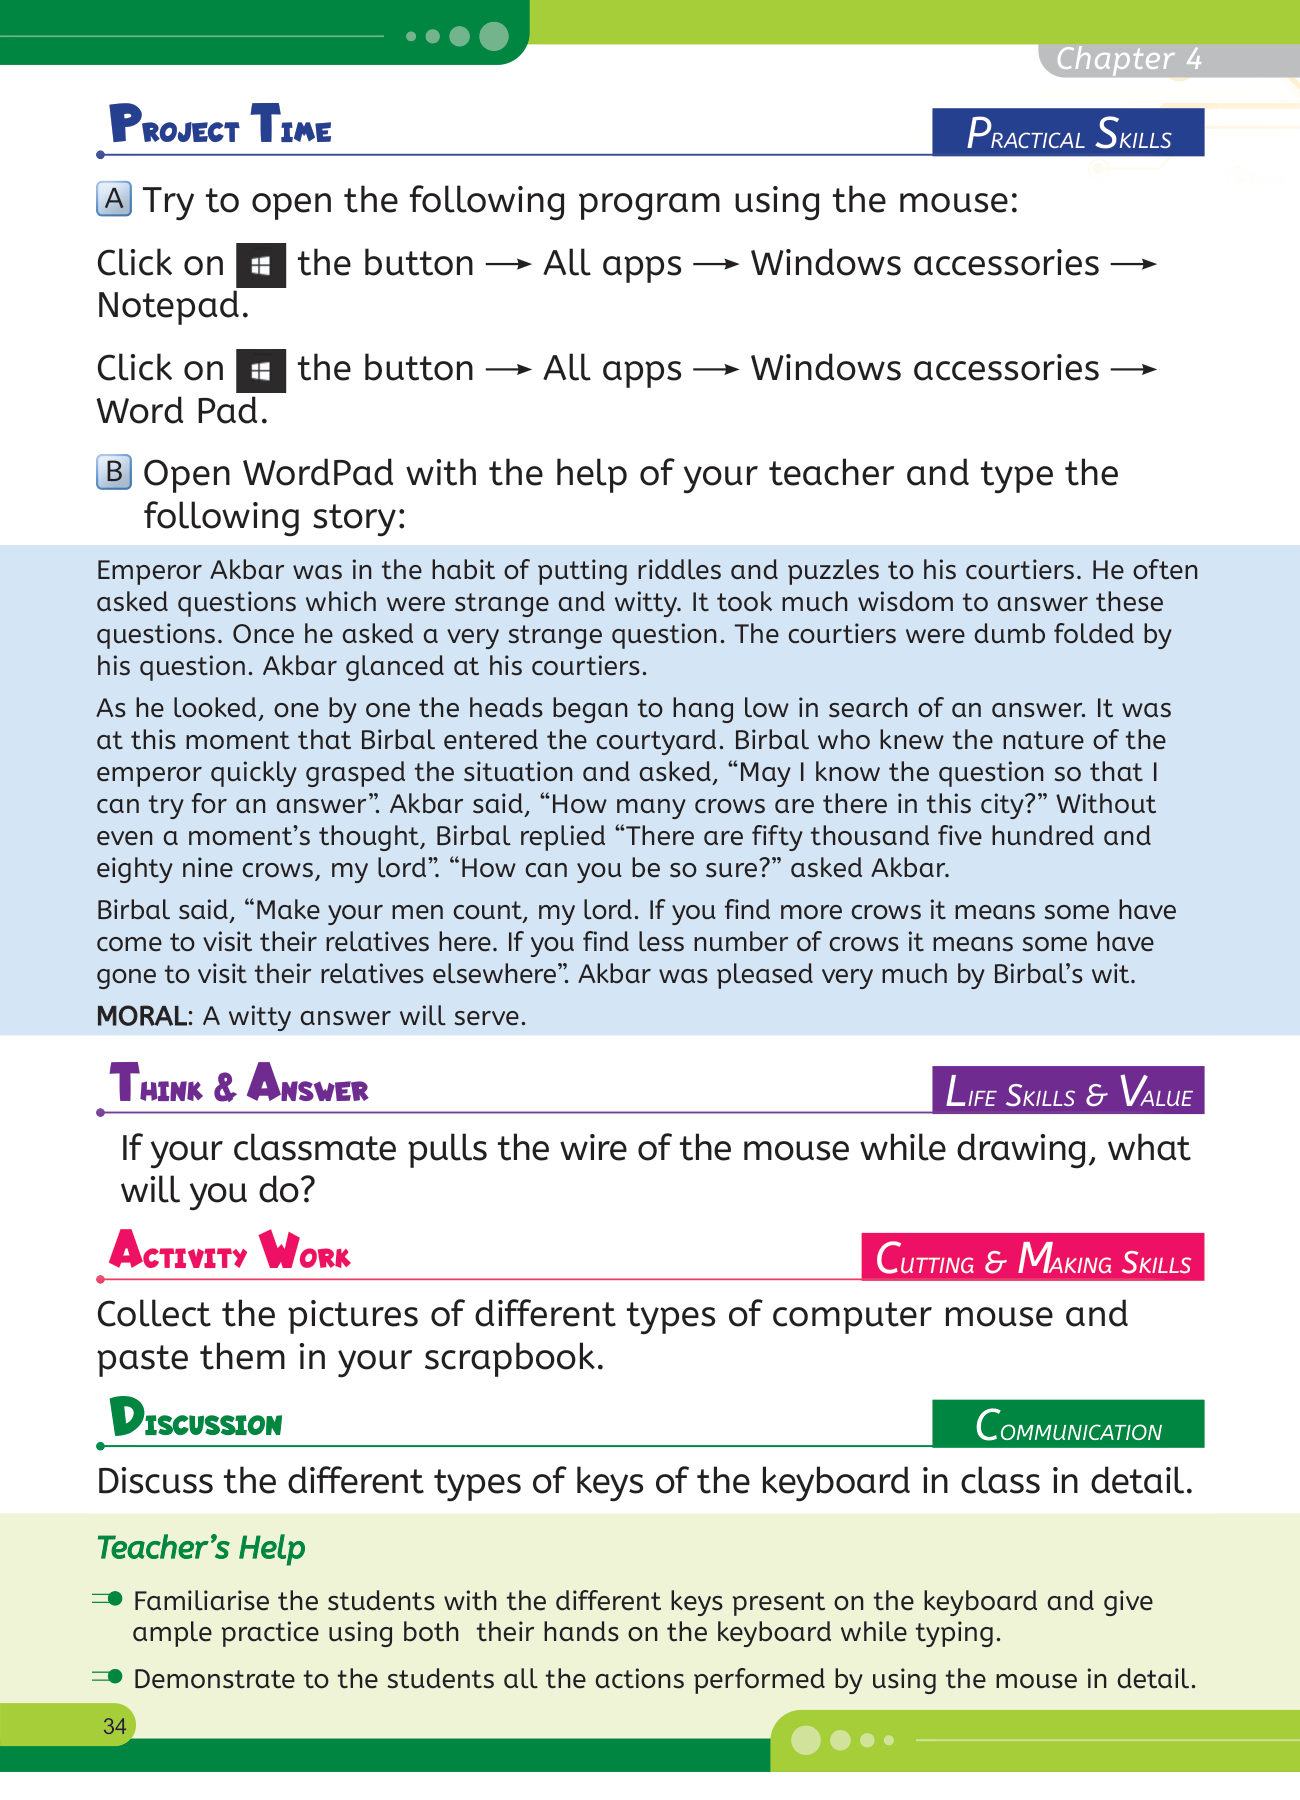 Chapter 4
PROJECT TIME
PRACTICAL SKILLS
A Try to open the following program using the mouse:
Click on the button → All apps → Windows accessories →
Notepad.
Click on the button → All apps → Windows accessories →
Word Pad.
B Open WordPad with the help of your teacher and type the
following story:
Emperor Akbar was in the habit of putting riddles and puzzles to his courtiers. He often
asked questions which were strange and witty. It took much wisdom to answer these
questions. Once he asked a very strange question. The courtiers were dumb folded by
his question. Akbar glanced at his courtiers.
As he looked, one by one the heads began to hang low in search of an answer. It was
at this moment that Birbal entered the courtyard. Birbal who knew the nature of the
emperor quickly grasped the situation and asked, “May I know the question so that I
can try for an answer”. Akbar said, “How many crows are there in this city?” Without
even a moment’s thought, Birbal replied “There are fifty thousand five hundred and
eighty nine crows, my lord”. “How can you be so sure?” asked Akbar.
Birbal said, “Make your men count, my lord. If you find more crows it means some have
come to visit their relatives here. If you find less number of crows it means some have
gone to visit their relatives elsewhere”. Akbar was pleased very much by Birbal’s wit.
MORAL: A witty answer will serve.
THINK & ANSWER
LIFE SKILLS & VALUE
If your classmate pulls the wire of the mouse while drawing, what
will you do?
ACTIVITY WORK
CUTTING & MAKING SKILLS
Collect the pictures of different types of computer mouse and
paste them in your scrapbook.
DISCUSSION
COMMUNICATION
Discuss the different types of keys of the keyboard in class in detail.
Teacher’s Help
Familiarise the students with the different keys present on the keyboard and give
ample practice using both their hands on the keyboard while typing.
Demonstrate to the students all the actions performed by using the mouse in detail.
34